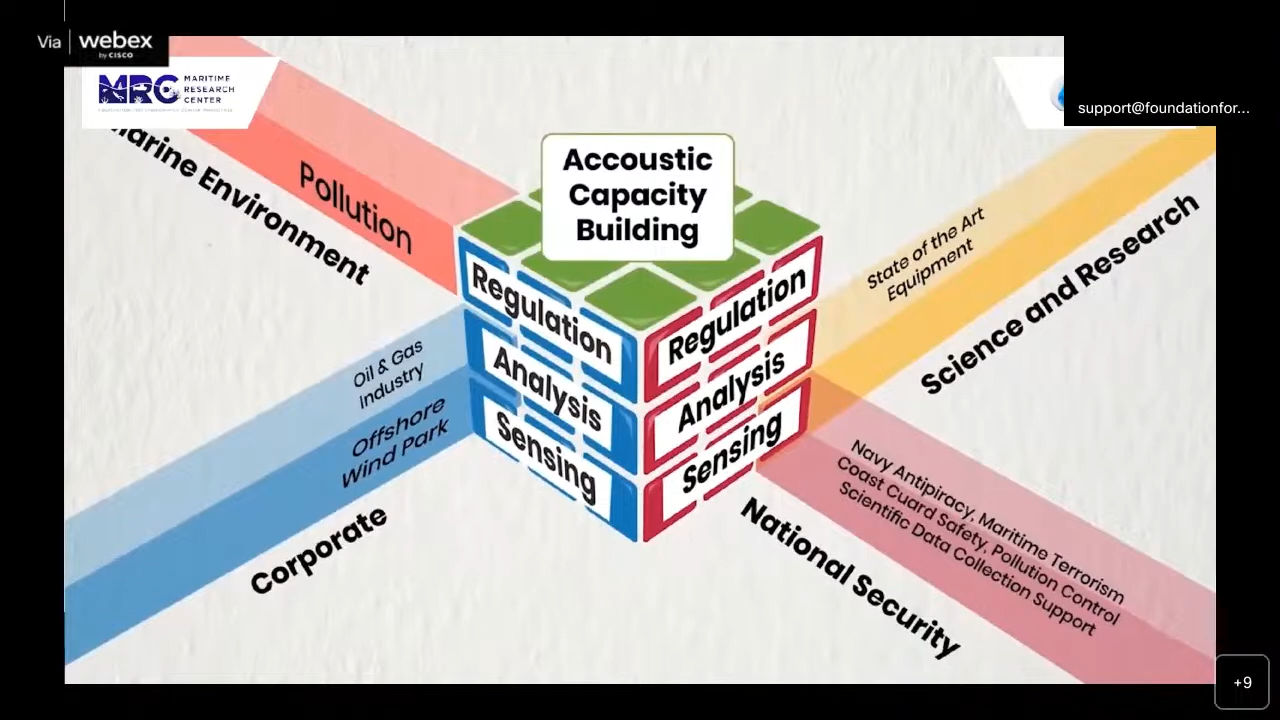 Via webex
by CISCO
MRC MARITIME
RESEARCH
CENTER
support@foundationfor...
Marine Environment
Pollution
Accoustic
Capacity
Building
State of the Art
Equipment
Science and Research
Regulation
Analysis
Sensing
Regulation
Analysis
Sensing
Oil & Gas
Industry
Offshore
Wind Park
Corporate
Navy Antipiracy, Maritime Terrorism
Coast Cuard Safety, Pollution Control
Scientific Data Collection Support
National Security
+9